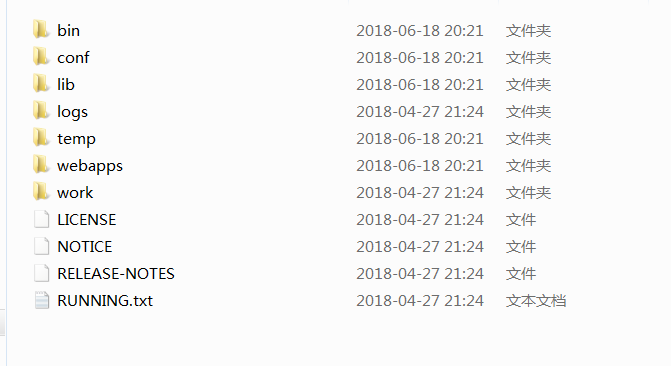 bin 2018-06-18 20:21 文件夹
conf 2018-06-18 20:21 文件夹
lib 2018-06-18 20:21 文件夹
logs 2018-04-27 21:24 文件夹
temp 2018-06-18 20:21 文件夹
webapps 2018-06-18 20:21 文件夹
work 2018-04-27 21:24 文件夹
LICENSE 2018-04-27 21:24 文件
NOTICE 2018-04-27 21:24 文件
RELEASE-NOTES 2018-04-27 21:24 文件
RUNNING.txt 2018-04-27 21:24 文本文档